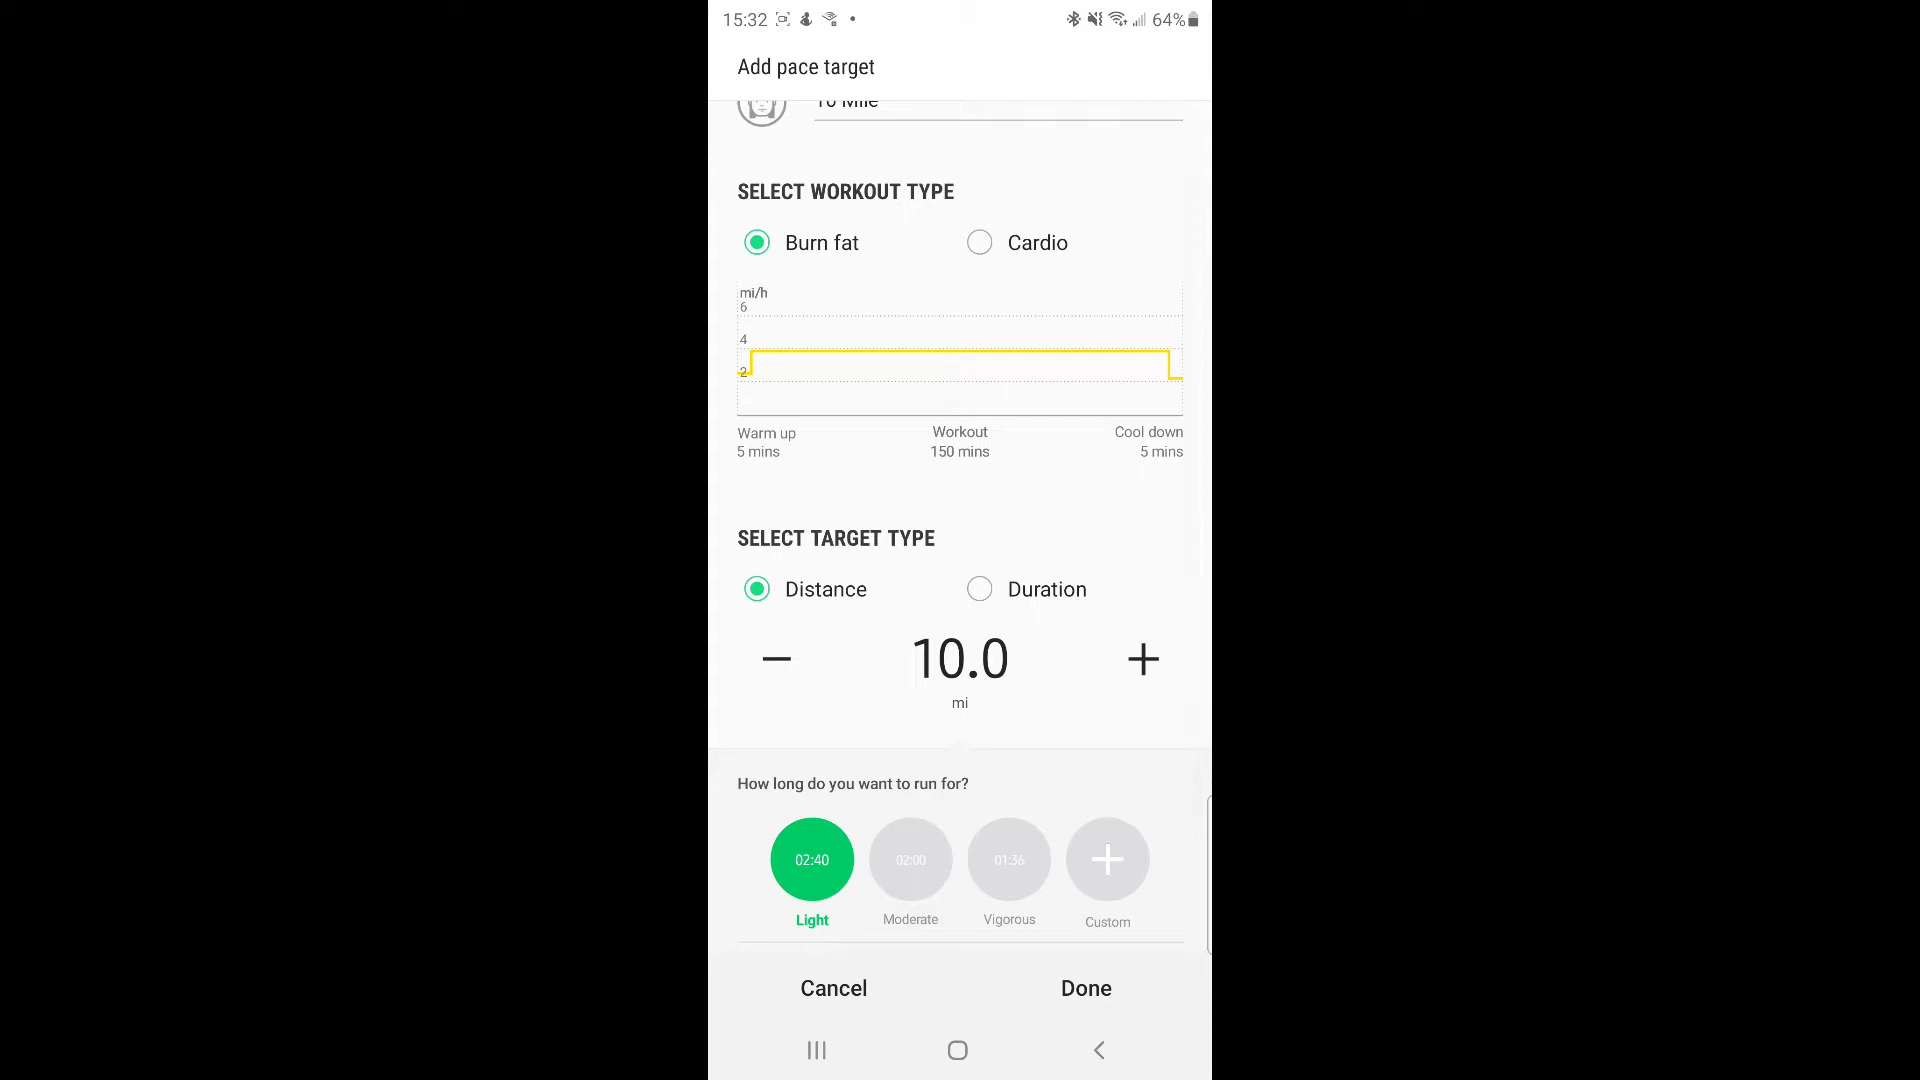 15:32 64%
Add pace target
10 Mile
SELECT WORKOUT TYPE
Burn fat Cardio
mi/h
6
4
2
Warm up Workout Cool down
5 mins 150 mins 5 mins
SELECT TARGET TYPE
Distance Duration
− 10.0 +
mi
How long do you want to run for?
02:40 02:00 01:36 +
Light Moderate Vigorous Custom
Cancel Done